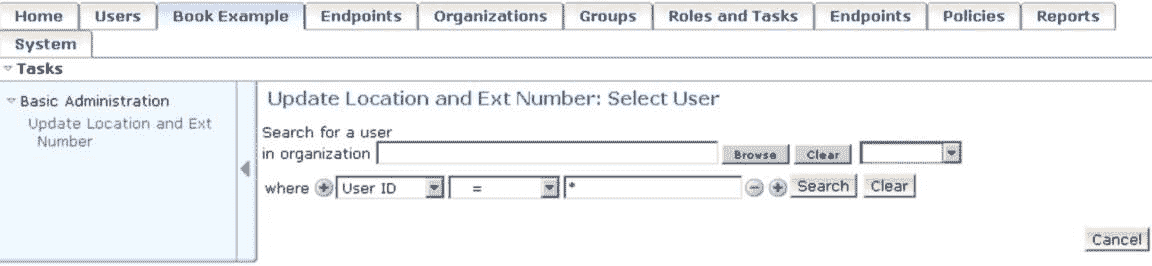 Home Users Book Example Endpoints Organizations Groups Roles and Tasks Endpoints Policies Reports
System
Tasks
Basic Administration
Update Location and Ext
Number
Update Location and Ext Number: Select User
Search for a user
in organization Browse Clear
where User ID = * Search Clear
Cancel